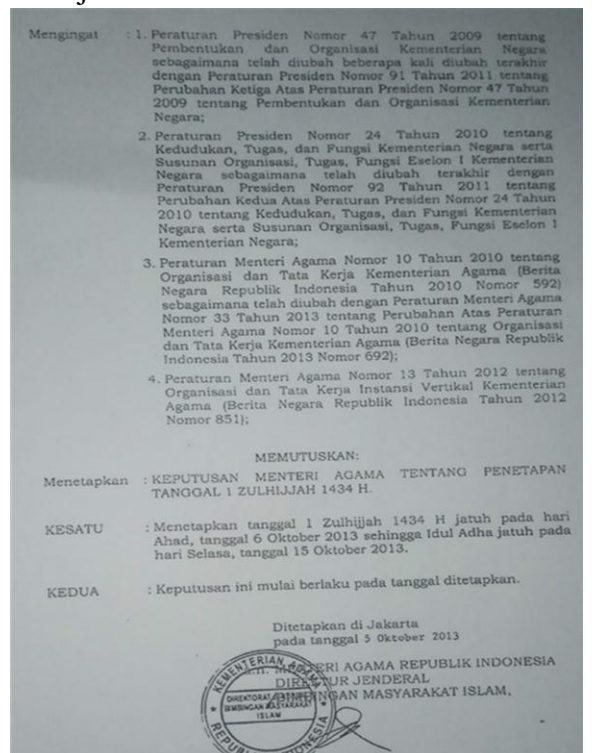 Mengingat : 1. Peraturan Presiden Nomor 47 Tahun 2009 tentang
Pembentukan dan Organisasi Kementerian Negara
sebagaimana telah diubah beberapa kali diubah terakhir
dengan Peraturan Presiden Nomor 91 Tahun 2011 tentang
Perubahan Ketiga Atas Peraturan Presiden Nomor 47 Tahun
2009 tentang Pembentukan dan Organisasi Kementerian
Negara;
2. Peraturan Presiden Nomor 24 Tahun 2010 tentang
Kedudukan, Tugas, dan Fungsi Kementerian Negara serta
Susunan Organisasi, Tugas, Fungsi Eselon I Kementerian
Negara sebagaimana telah diubah terakhir dengan
Peraturan Presiden Nomor 92 Tahun 2011 tentang
Perubahan Kedua Atas Peraturan Presiden Nomor 24 Tahun
2010 tentang Kedudukan, Tugas, dan Fungsi Kementerian
Negara serta Susunan Organisasi, Tugas, Fungsi Eselon I
Kementerian Negara;
3. Peraturan Menteri Agama Nomor 10 Tahun 2010 tentang
Organisasi dan Tata Kerja Kementerian Agama (Berita
Negara Republik Indonesia Tahun 2010 Nomor 592)
sebagaimana telah diubah dengan Peraturan Menteri Agama
Nomor 33 Tahun 2013 tentang Perubahan Atas Peraturan
Menteri Agama Nomor 10 Tahun 2010 tentang Organisasi
dan Tata Kerja Kementerian Agama (Berita Negara Republik
Indonesia Tahun 2013 Nomor 692);
4. Peraturan Menteri Agama Nomor 13 Tahun 2012 tentang
Organisasi dan Tata Kerja Instansi Vertikal Kementerian
Agama (Berita Negara Republik Indonesia Tahun 2012
Nomor 851);
MEMUTUSKAN:
Menetapkan : KEPUTUSAN MENTERI AGAMA TENTANG PENETAPAN
TANGGAL 1 ZULHIJJAH 1434 H.
KESATU : Menetapkan tanggal 1 Zulhijjah 1434 H jatuh pada hari
Ahad, tanggal 6 Oktober 2013 sehingga Idul Adha jatuh pada
hari Selasa, tanggal 15 Oktober 2013.
KEDUA : Keputusan ini mulai berlaku pada tanggal ditetapkan.
Ditetapkan di Jakarta
pada tanggal 5 Oktober 2013
AGAMA REPUBLIK INDONESIA
JENDERAL
MASYARAKAT ISLAM,
KEMENTERIAN AGAMA
DIREKTORAT
BIMBINGAN MASYARAKAT
ISLAM